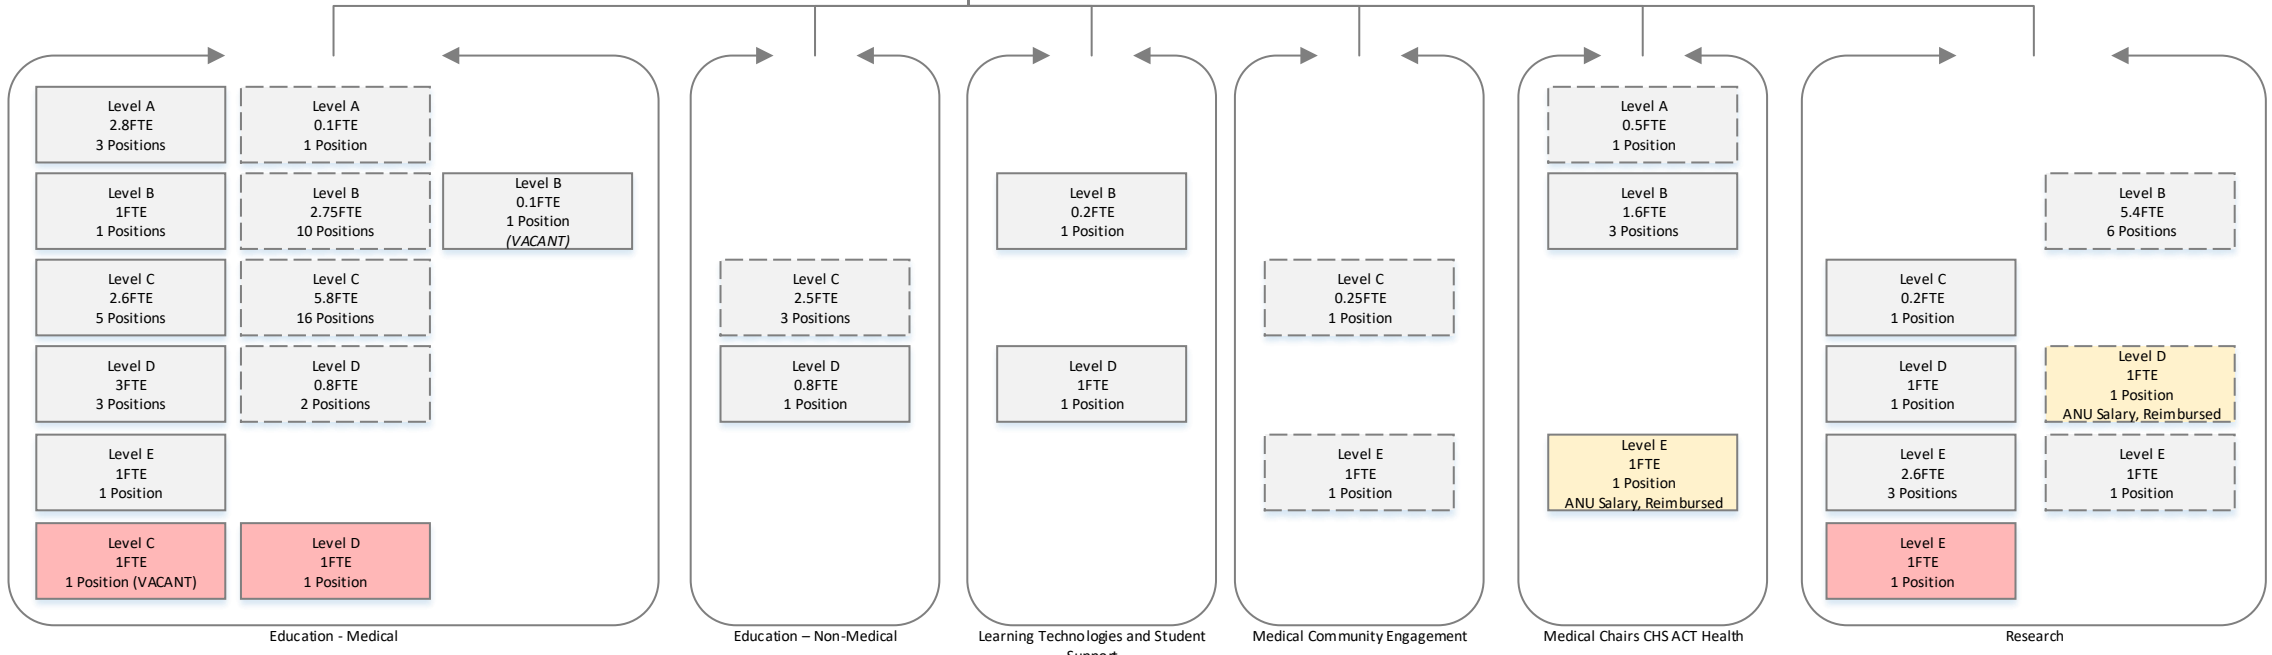 Level A
2.8FTE
3 Positions
Level A
0.1FTE
1 Position
Level B
1FTE
1 Positions
Level B
2.75FTE
10 Positions
Level B
0.1FTE
1 Position
(VACANT)
Level C
2.6FTE
5 Positions
Level C
5.8FTE
16 Positions
Level D
3FTE
3 Positions
Level D
0.8FTE
2 Positions
Level E
1FTE
1 Position
Level C
1FTE
1 Position (VACANT)
Level D
1FTE
1 Position
Education - Medical
Level C
2.5FTE
3 Positions
Level D
0.8FTE
1 Position
Education – Non-Medical
Level B
0.2FTE
1 Position
Level D
1FTE
1 Position
Learning Technologies and Student
Support
Level C
0.25FTE
1 Position
Level E
1FTE
1 Position
Medical Community Engagement
Level A
0.5FTE
1 Position
Level B
1.6FTE
3 Positions
Level E
1FTE
1 Position
ANU Salary, Reimbursed
Medical Chairs CHS ACT Health
Level B
5.4FTE
6 Positions
Level C
0.2FTE
1 Position
Level D
1FTE
1 Position
Level D
1FTE
1 Position
ANU Salary, Reimbursed
Level E
2.6FTE
3 Positions
Level E
1FTE
1 Position
Level E
1FTE
1 Position
Research